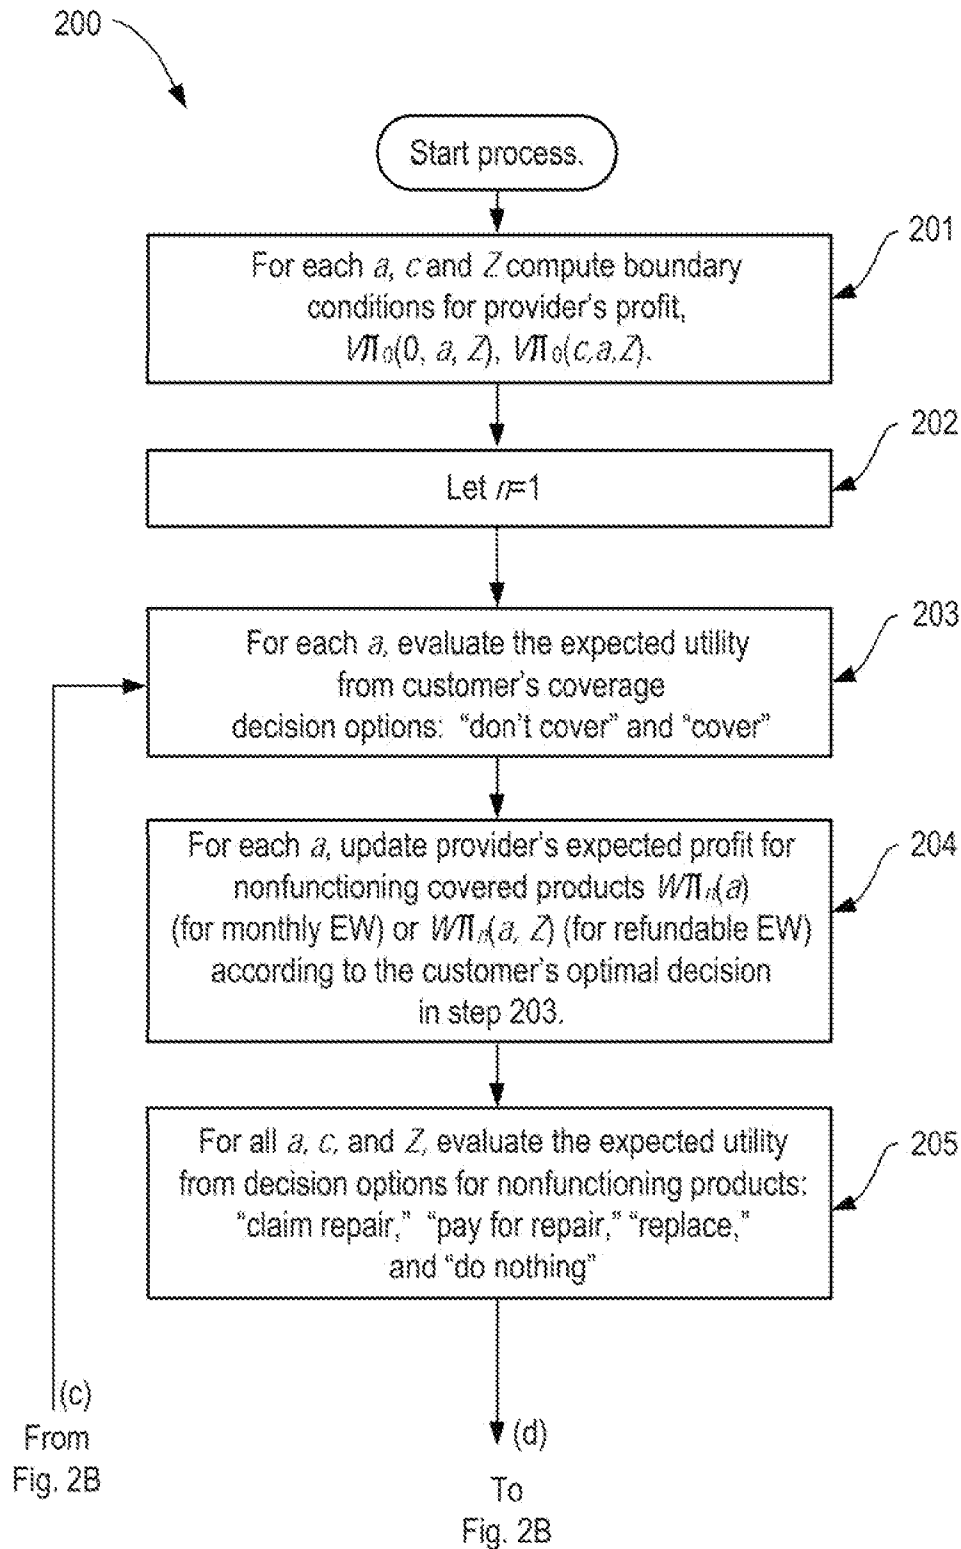 200
Start process.
201
For each a, c and Z compute boundary
conditions for provider's profit,
Vπ₀(0, a, Z), Vπ₀(c,a,Z).
202
Let n=1
203
For each a, evaluate the expected utility
from customer's coverage
decision options: “don't cover” and “cover”
204
For each a, update provider's expected profit for
nonfunctioning covered products Wπₙ(a)
(for monthly EW) or Wπₙ(a, Z) (for refundable EW)
according to the customer's optimal decision
in step 203.
205
For all a, c, and Z, evaluate the expected utility
from decision options for nonfunctioning products:
“claim repair,” “pay for repair,” “replace,”
and “do nothing”
(c)
From
Fig. 2B
(d)
To
Fig. 2B